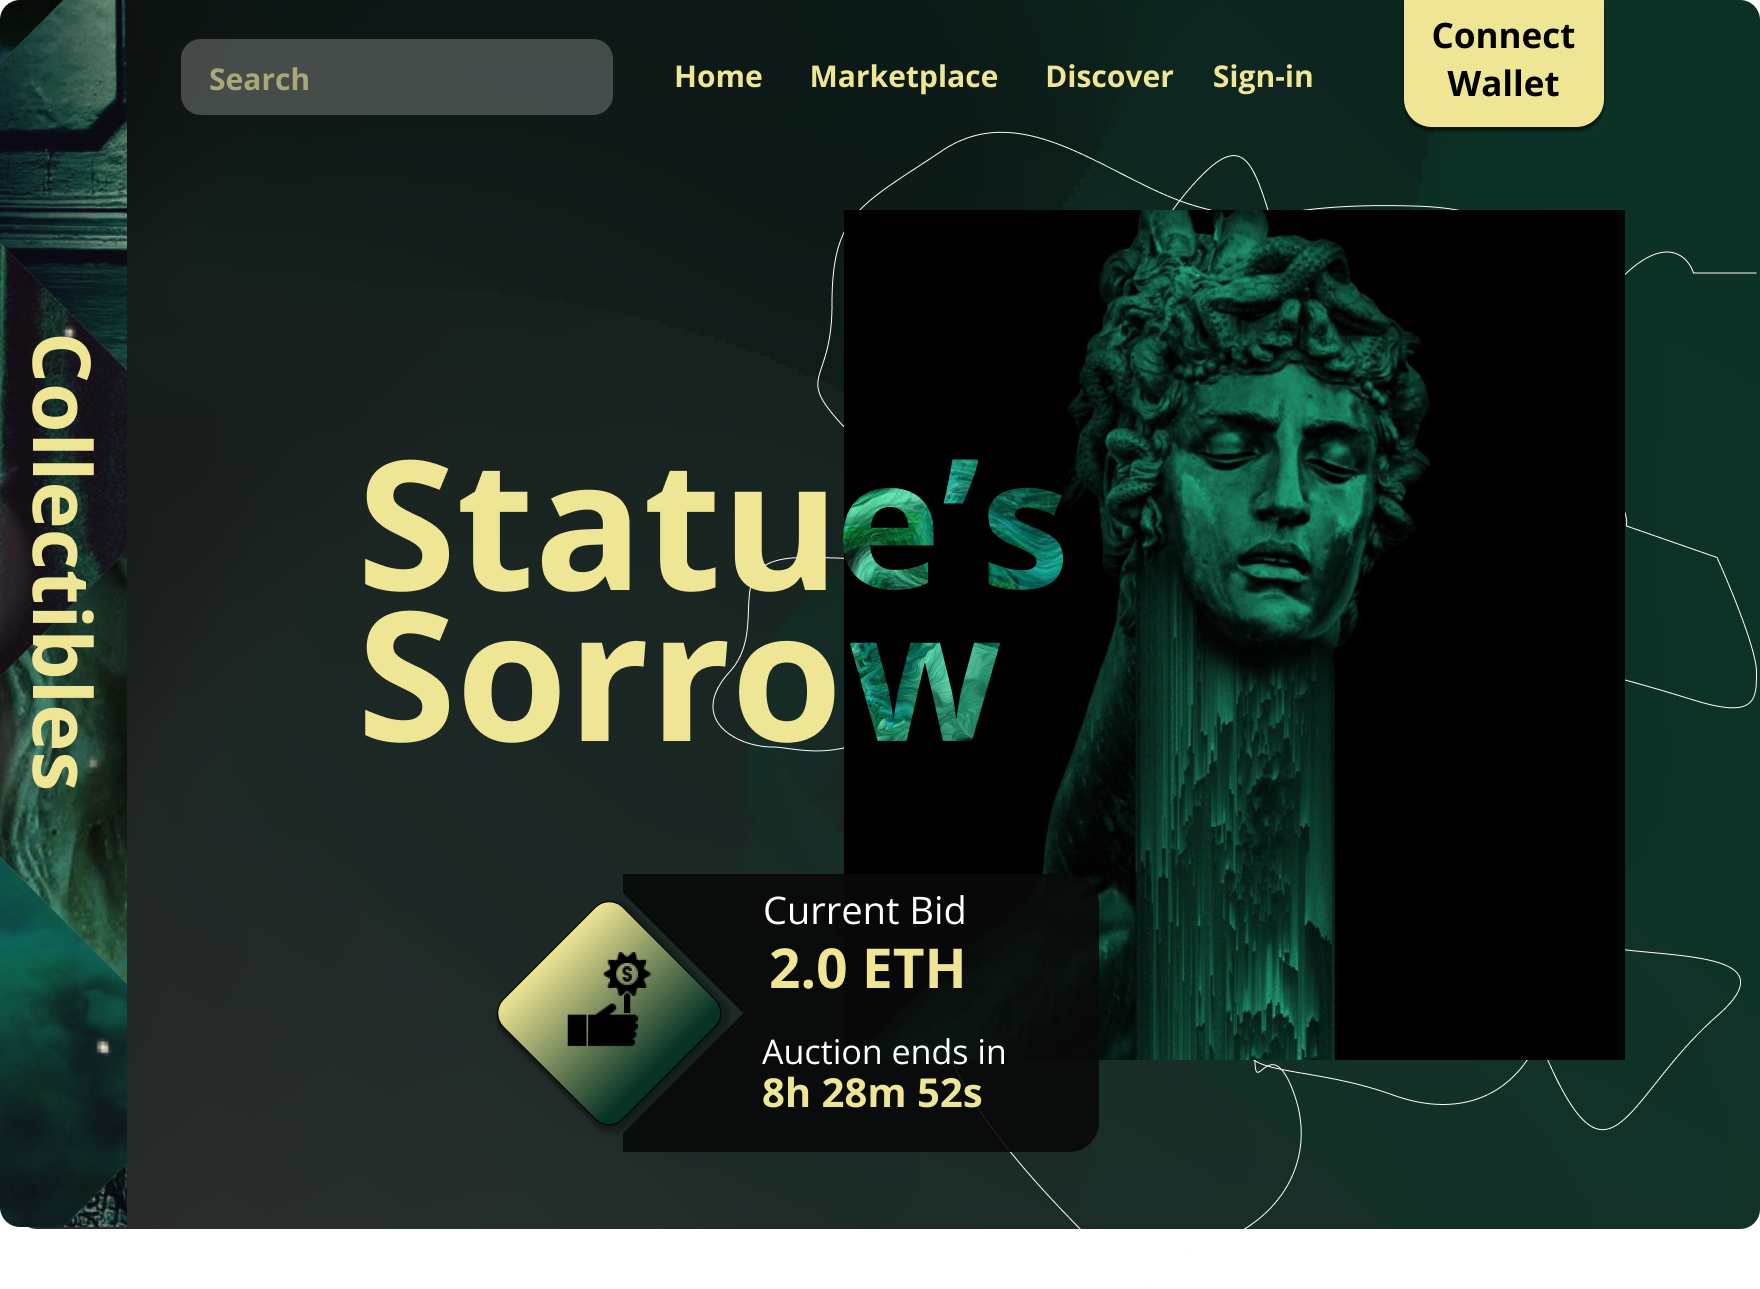 Search
Home
Marketplace
Discover
Sign-in
Connect
Wallet
Collectibles
Statue’s
Sorrow
$
Current Bid
2.0 ETH
Auction ends in
8h 28m 52s